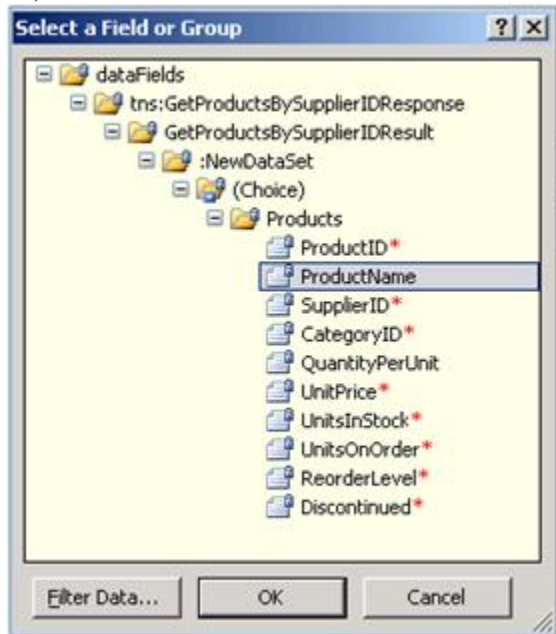 Select a Field or Group
dataFields
tns:GetProductsBySupplierIDResponse
GetProductsBySupplierIDResult
:NewDataSet
(Choice)
Products
ProductID*
ProductName
SupplierID*
CategoryID*
QuantityPerUnit
UnitPrice*
UnitsInStock*
UnitsOnOrder*
ReorderLevel*
Discontinued*
Filter Data... OK Cancel